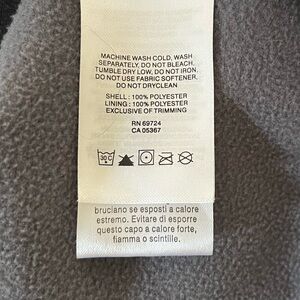 MACHINE WASH COLD, WASH
SEPARATELY, DO NOT BLEACH,
TUMBLE DRY LOW, DO NOT IRON,
DO NOT USE FABRIC SOFTENER,
DO NOT DRYCLEAN
SHELL : 100% POLYESTER
LINING : 100% POLYESTER
EXCLUSIVE OF TRIMMING
RN 69724
CA 05367
30 C
bruciano se esposti a calore
estremo. Evitare di esporre
questo capo a calore forte,
fiamma o scintille.